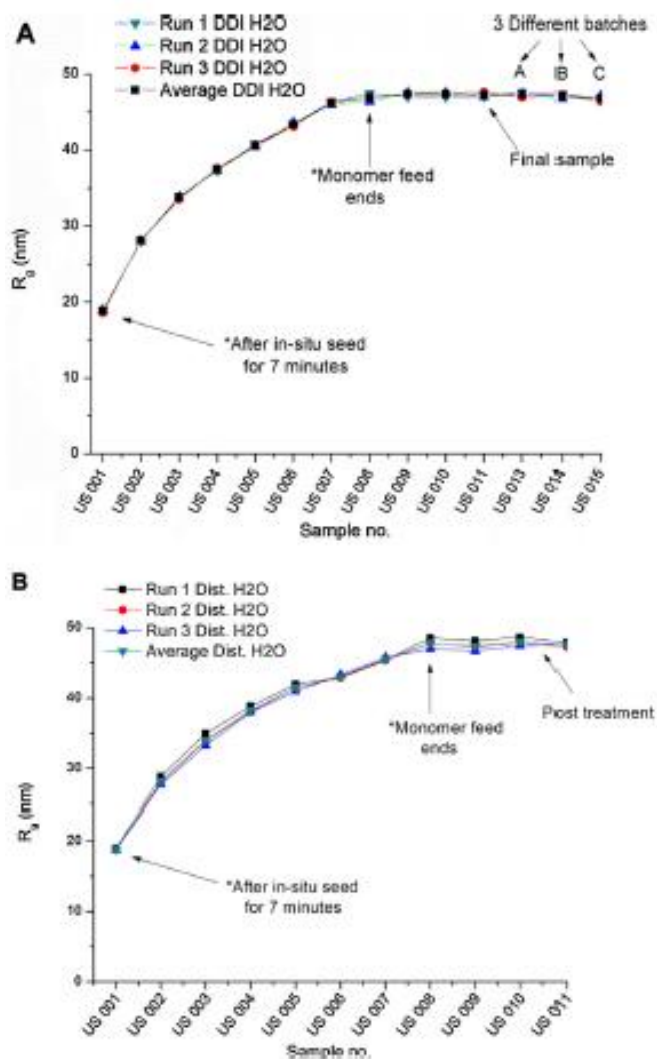 A
Run 1 DDI H2O
Run 2 DDI H2O
Run 3 DDI H2O
Average DDI H2O
3 Different batches
A B C
50
40
30
20
10
0
Rg (nm)
*Monomer feed
ends
Final sample
*After in-situ seed
for 7 minutes
US 001
US 002
US 003
US 004
US 005
US 006
US 007
US 008
US 009
US 010
US 011
US 013
US 014
US 015
Sample no.
B
Run 1 Dist. H2O
Run 2 Dist. H2O
Run 3 Dist. H2O
Average Dist. H2O
50
40
30
20
10
0
Rg (nm)
*Monomer feed
ends
Post treatment
*After in-situ seed
for 7 minutes
US 001
US 002
US 003
US 004
US 005
US 006
US 007
US 008
US 009
US 010
US 011
Sample no.